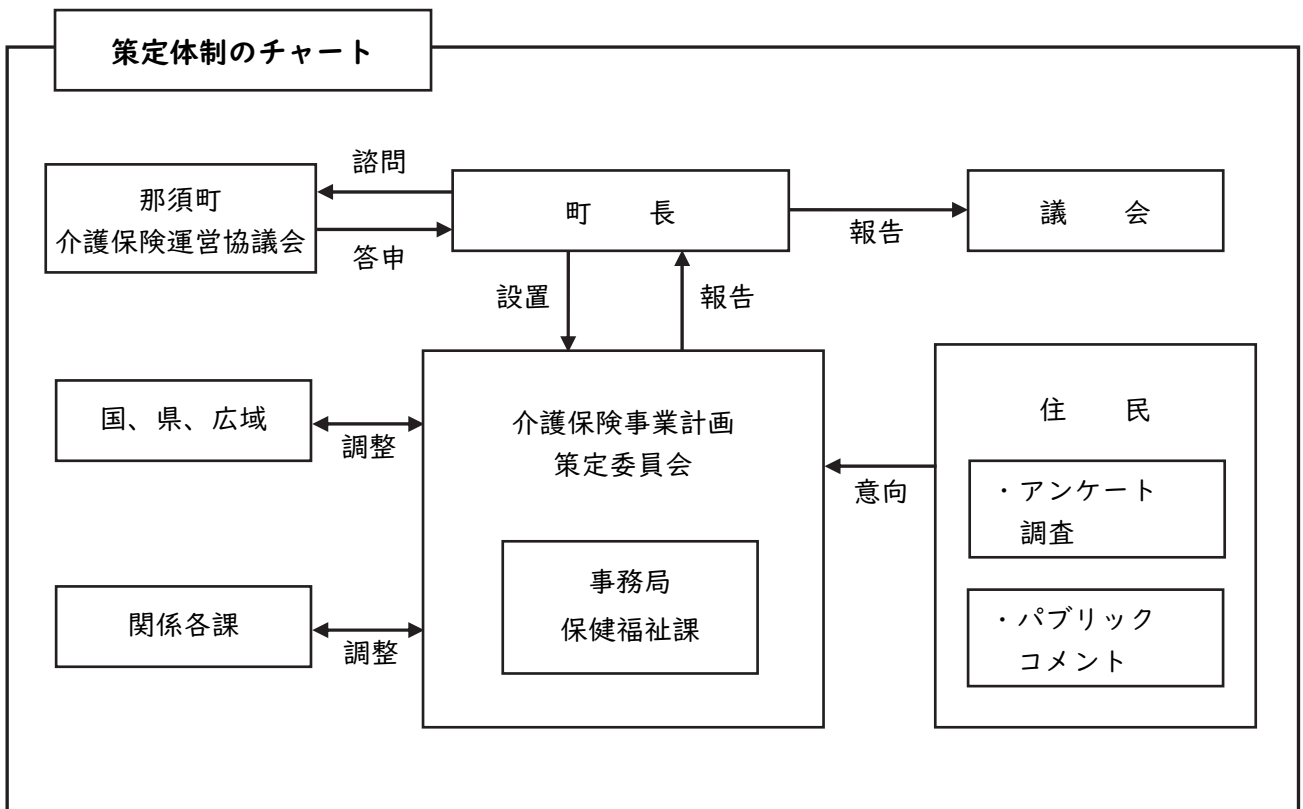 策定体制のチャート
諮問
那須町
介護保険運営協議会
答申
町　長
報告
議　会
設置
報告
国、県、広域
調整
介護保険事業計画
策定委員会
事務局
保健福祉課
関係各課
調整
意向
住　民
・アンケート
調査
・パブリック
コメント